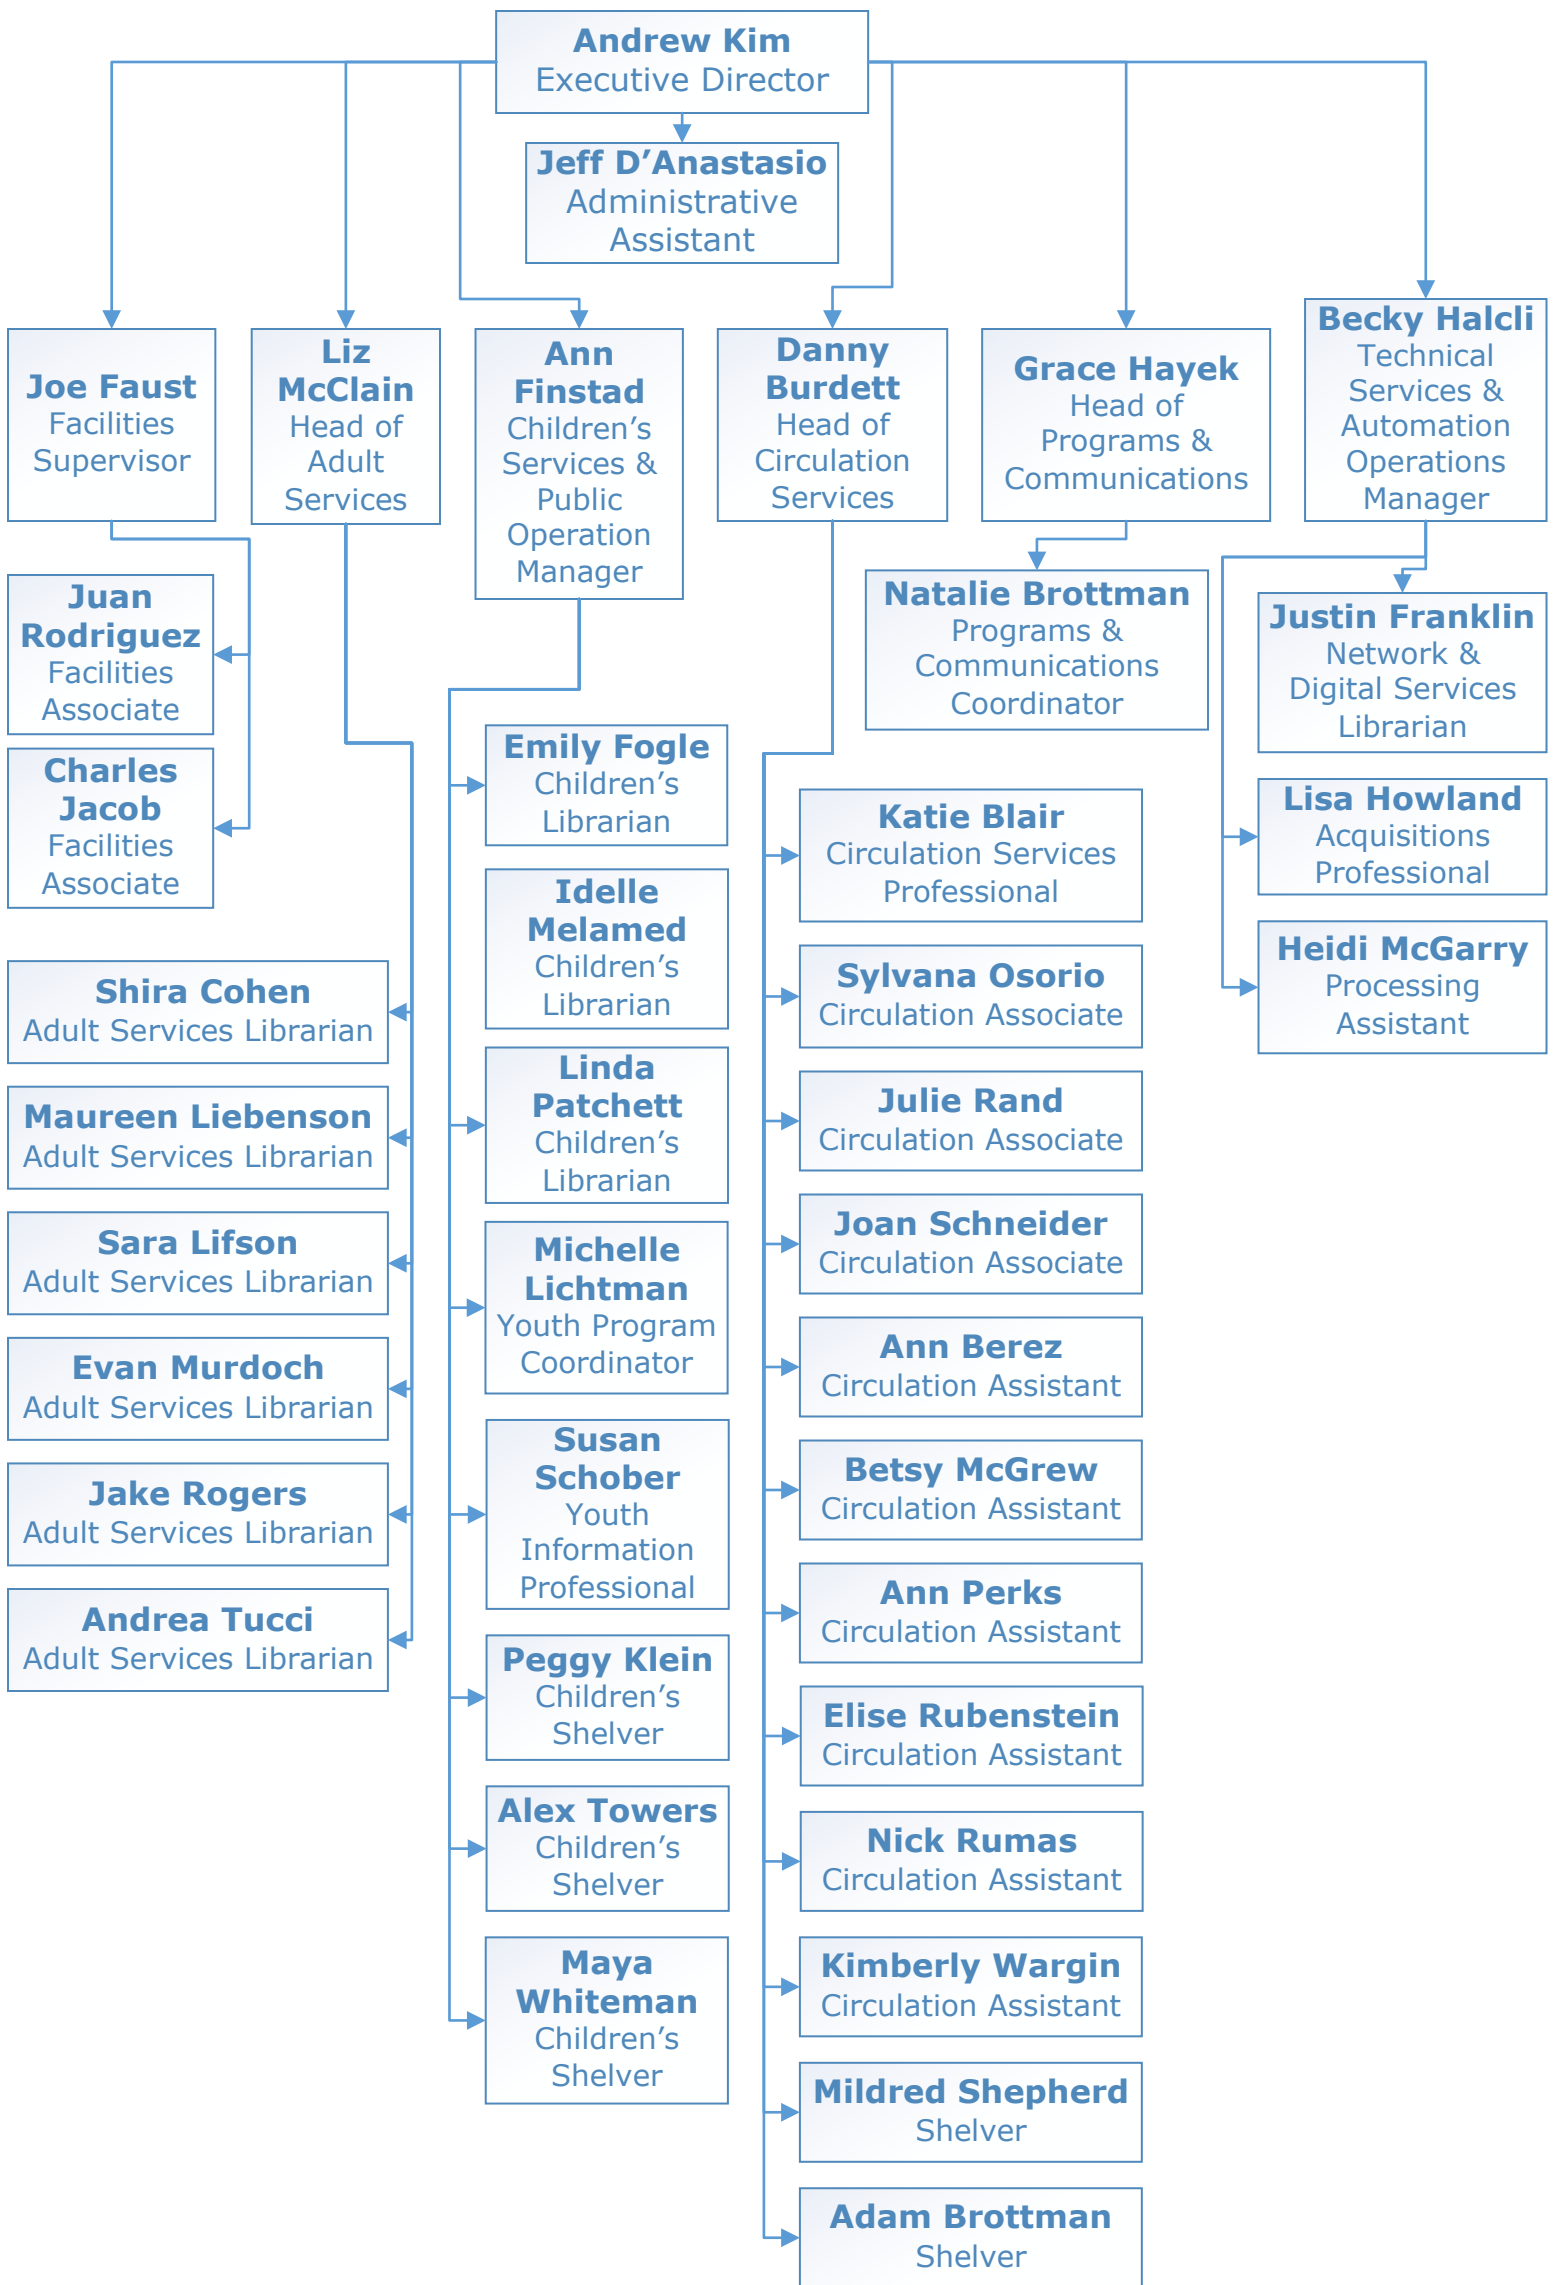 Andrew Kim
Executive Director
Jeff D’Anastasio
Administrative
Assistant
Joe Faust
Facilities
Supervisor
Liz
McClain
Head of
Adult
Services
Ann
Finstad
Children’s
Services &
Public
Operation
Manager
Danny
Burdett
Head of
Circulation
Services
Grace Hayek
Head of
Programs &
Communications
Becky Halcli
Technical
Services &
Automation
Operations
Manager
Juan
Rodriguez
Facilities
Associate
Charles
Jacob
Facilities
Associate
Shira Cohen
Adult Services Librarian
Maureen Liebenson
Adult Services Librarian
Sara Lifson
Adult Services Librarian
Evan Murdoch
Adult Services Librarian
Jake Rogers
Adult Services Librarian
Andrea Tucci
Adult Services Librarian
Emily Fogle
Children’s
Librarian
Idelle
Melamed
Children’s
Librarian
Linda
Patchett
Children’s
Librarian
Michelle
Lichtman
Youth Program
Coordinator
Susan
Schober
Youth
Information
Professional
Peggy Klein
Children’s
Shelver
Alex Towers
Children’s
Shelver
Maya
Whiteman
Children’s
Shelver
Katie Blair
Circulation Services
Professional
Sylvana Osorio
Circulation Associate
Julie Rand
Circulation Associate
Joan Schneider
Circulation Associate
Ann Berez
Circulation Assistant
Betsy McGrew
Circulation Assistant
Ann Perks
Circulation Assistant
Elise Rubenstein
Circulation Assistant
Nick Rumas
Circulation Assistant
Kimberly Wargin
Circulation Assistant
Mildred Shepherd
Shelver
Adam Brottman
Shelver
Natalie Brottman
Programs &
Communications
Coordinator
Justin Franklin
Network &
Digital Services
Librarian
Lisa Howland
Acquisitions
Professional
Heidi McGarry
Processing
Assistant